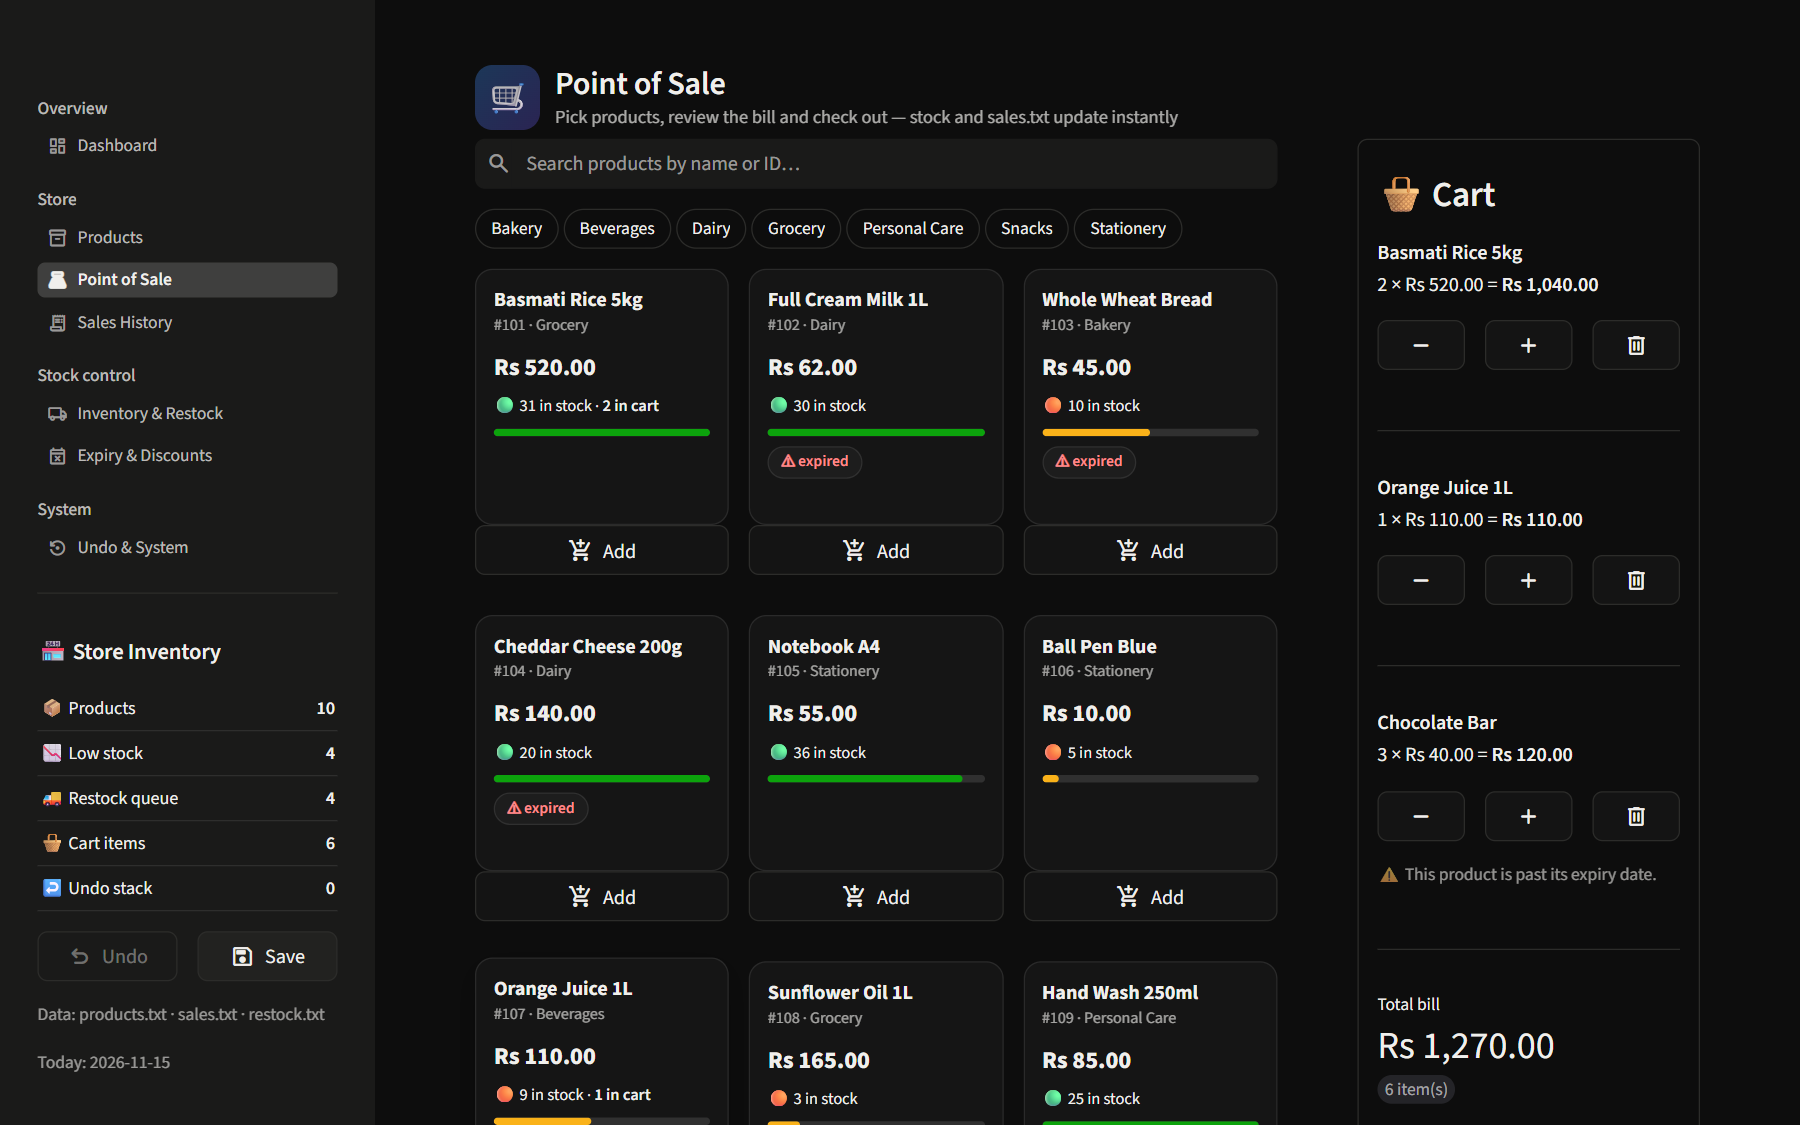 Overview
Dashboard
Store
Products
Point of Sale
Sales History
Stock control
Inventory & Restock
Expiry & Discounts
System
Undo & System
Store Inventory
Products 10
Low stock 4
Restock queue 4
Cart items 6
Undo stack 0
Undo Save
Data: products.txt · sales.txt · restock.txt
Today: 2026-11-15
Point of Sale
Pick products, review the bill and check out — stock and sales.txt update instantly
Search products by name or ID...
Bakery Beverages Dairy Grocery Personal Care Snacks Stationery
Basmati Rice 5kg
#101 · Grocery
Rs 520.00
31 in stock · 2 in cart
Add
Full Cream Milk 1L
#102 · Dairy
Rs 62.00
30 in stock
⚠ expired
Add
Whole Wheat Bread
#103 · Bakery
Rs 45.00
10 in stock
⚠ expired
Add
Cheddar Cheese 200g
#104 · Dairy
Rs 140.00
20 in stock
⚠ expired
Add
Notebook A4
#105 · Stationery
Rs 55.00
36 in stock
Add
Ball Pen Blue
#106 · Stationery
Rs 10.00
5 in stock
Add
Orange Juice 1L
#107 · Beverages
Rs 110.00
9 in stock · 1 in cart
Sunflower Oil 1L
#108 · Grocery
Rs 165.00
3 in stock
Hand Wash 250ml
#109 · Personal Care
Rs 85.00
25 in stock
Cart
Basmati Rice 5kg
2 × Rs 520.00 = Rs 1,040.00
Orange Juice 1L
1 × Rs 110.00 = Rs 110.00
Chocolate Bar
3 × Rs 40.00 = Rs 120.00
⚠ This product is past its expiry date.
Total bill
Rs 1,270.00
6 item(s)